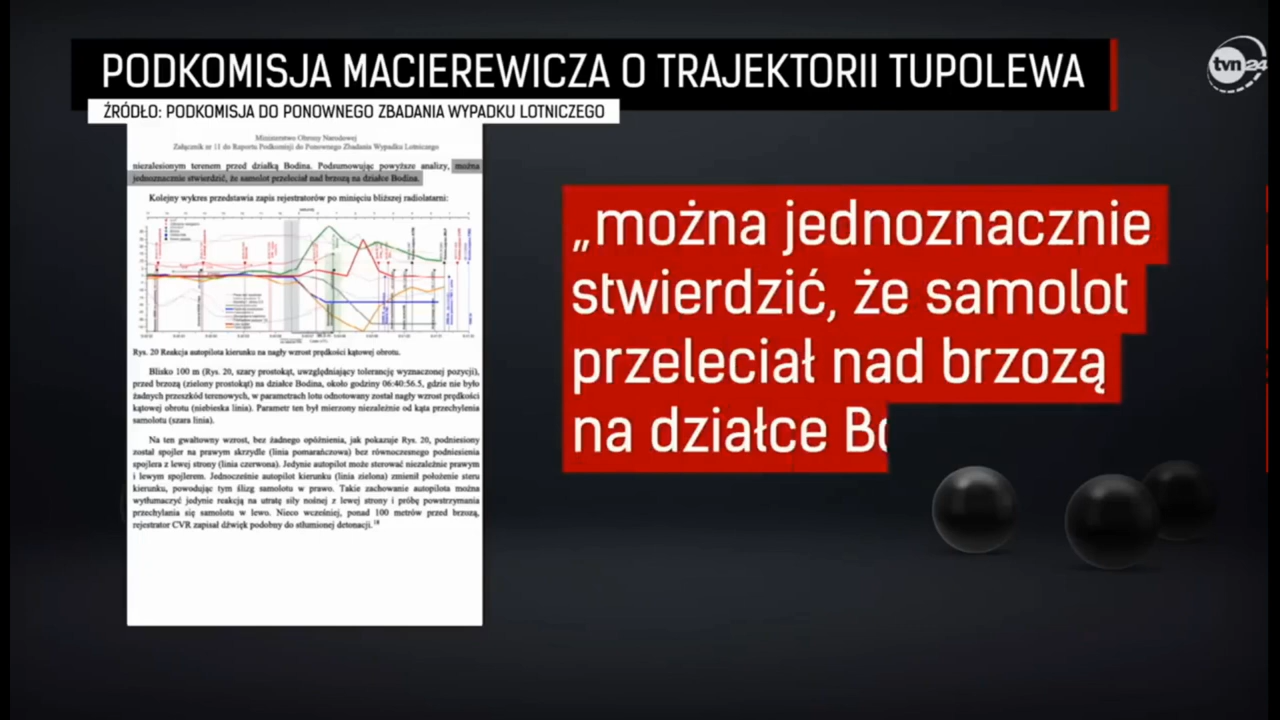 PODKOMISJA MACIEREWICZA O TRAJEKTORII TUPOLEWA
tvn24
ŹRÓDŁO: PODKOMISJA DO PONOWNEGO ZBADANIA WYPADKU LOTNICZEGO
Ministerstwo Obrony Narodowej
Załącznik nr 11 do Raportu Podkomisji do Ponownego Zbadania Wypadku Lotniczego
niezalesionym terenem przed działką Bodina. Podsumowując powyższe analizy, można
jednoznacznie stwierdzić, że samolot przeleciał nad brzozą na działce Bodina.
Kolejny wykres przedstawia zapis rejestratorów po minięciu bliższej radiolatarni:
Rys. 20 Reakcja autopilota kierunku na nagły wzrost prędkości kątowej obrotu.
Blisko 100 m (Rys. 20, szary prostokąt, uwzględniający tolerancję wyznaczonej pozycji),
przed brzozą (zielony prostokąt) na działce Bodina, około godziny 06:40:56.5, gdzie nie było
żadnych przeszkód terenowych, w parametrach lotu odnotowany został nagły wzrost prędkości
kątowej obrotu (niebieska linia). Parametr ten był mierzony niezależnie od kąta przechylenia
samolotu (szara linia).
Na ten gwałtowny wzrost, bez żadnego opóźnienia, jak pokazuje Rys. 20, podniesiony
został spojler na prawym skrzydle (linia pomarańczowa) bez równoczesnego podniesienia
spojlera z lewej strony (linia czerwona). Jedynie autopilot może sterować niezależnie prawym
i lewym spojlerem. Jednocześnie autopilot kierunku (linia zielona) zmienił położenie steru
kierunku, powodując tym ślizg samolotu w prawo. Takie zachowanie autopilota można
wytłumaczyć jedynie reakcją na utratę siły nośnej z lewej strony i próbę powstrzymania
przechylania się samolotu w lewo. Nieco wcześniej, ponad 100 metrów przed brzozą,
rejestrator CVR zapisał dźwięk podobny do stłumionej detonacji.
„można jednoznacznie
stwierdzić, że samolot
przeleciał nad brzozą
na działce Bo